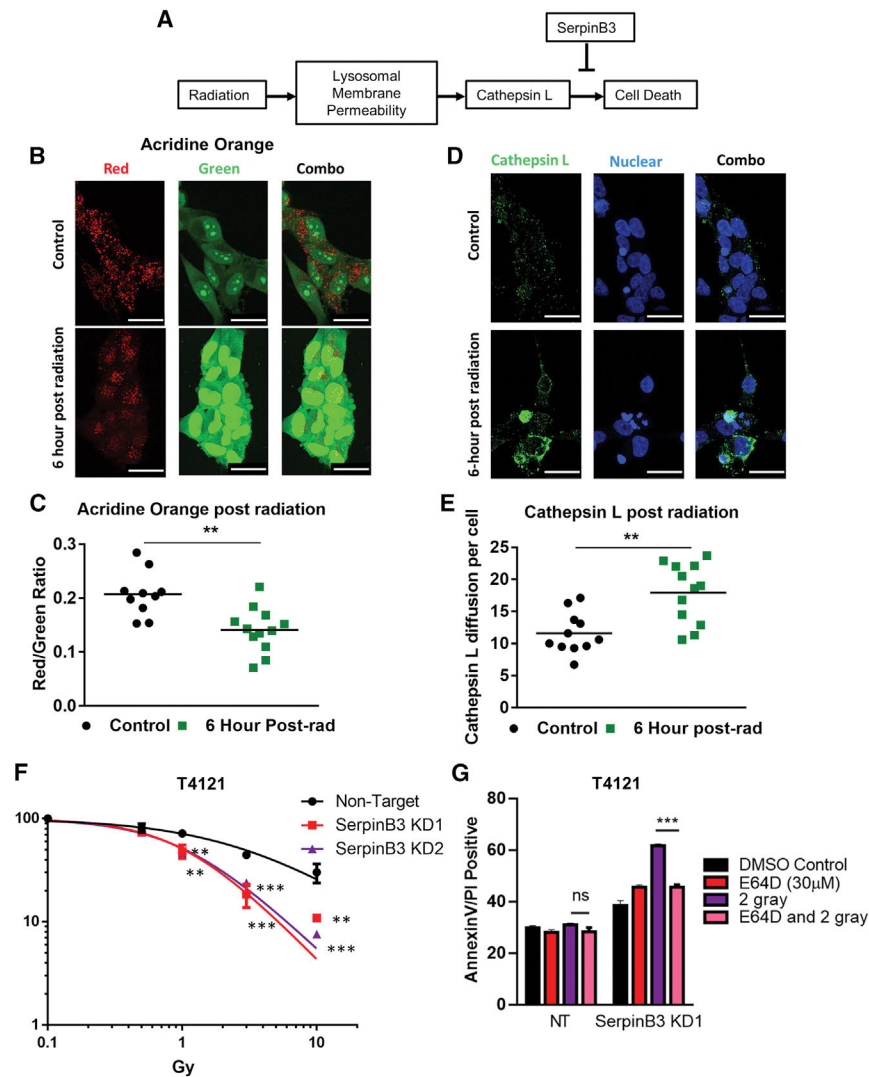 A
SerpinB3
Radiation
Lysosomal
Membrane
Permeability
Cathepsin L
Cell Death
B
Acridine Orange
Red
Green
Combo
Control
6 hour post radiation
D
Cathepsin L
Nuclear
Combo
Control
6-hour post radiation
C
Acridine Orange post radiation
**
Red/Green Ratio
0.3
0.2
0.1
0.0
Control
6 Hour Post-rad
E
Cathepsin L post radiation
**
Cathepsin L diffusion per cell
25
20
15
10
5
0
Control
6 Hour post-rad
F
T4121
100
10
1
0.1
1
10
Gy
Non-Target
SerpinB3 KD1
SerpinB3 KD2
**
**
***
***
**
***
G
T4121
AnnexinV/PI Positive
80
60
40
20
0
ns
***
NT
SerpinB3 KD1
DMSO Control
E64D (30μM)
2 gray
E64D and 2 gray